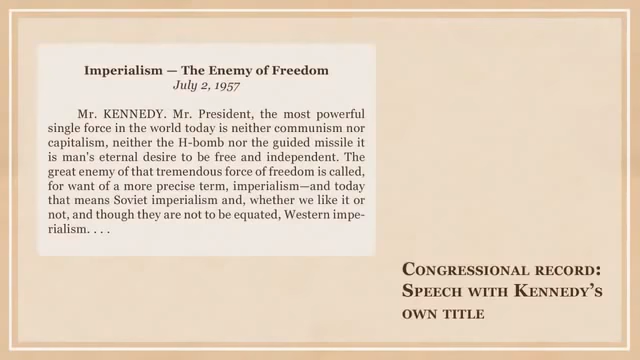 Imperialism — The Enemy of Freedom
July 2, 1957
Mr. KENNEDY. Mr. President, the most powerful
single force in the world today is neither communism nor
capitalism, neither the H-bomb nor the guided missile it
is man's eternal desire to be free and independent. The
great enemy of that tremendous force of freedom is called,
for want of a more precise term, imperialism—and today
that means Soviet imperialism and, whether we like it or
not, and though they are not to be equated, Western impe-
rialism. . . .
Congressional record:
Speech with Kennedy’s
own title